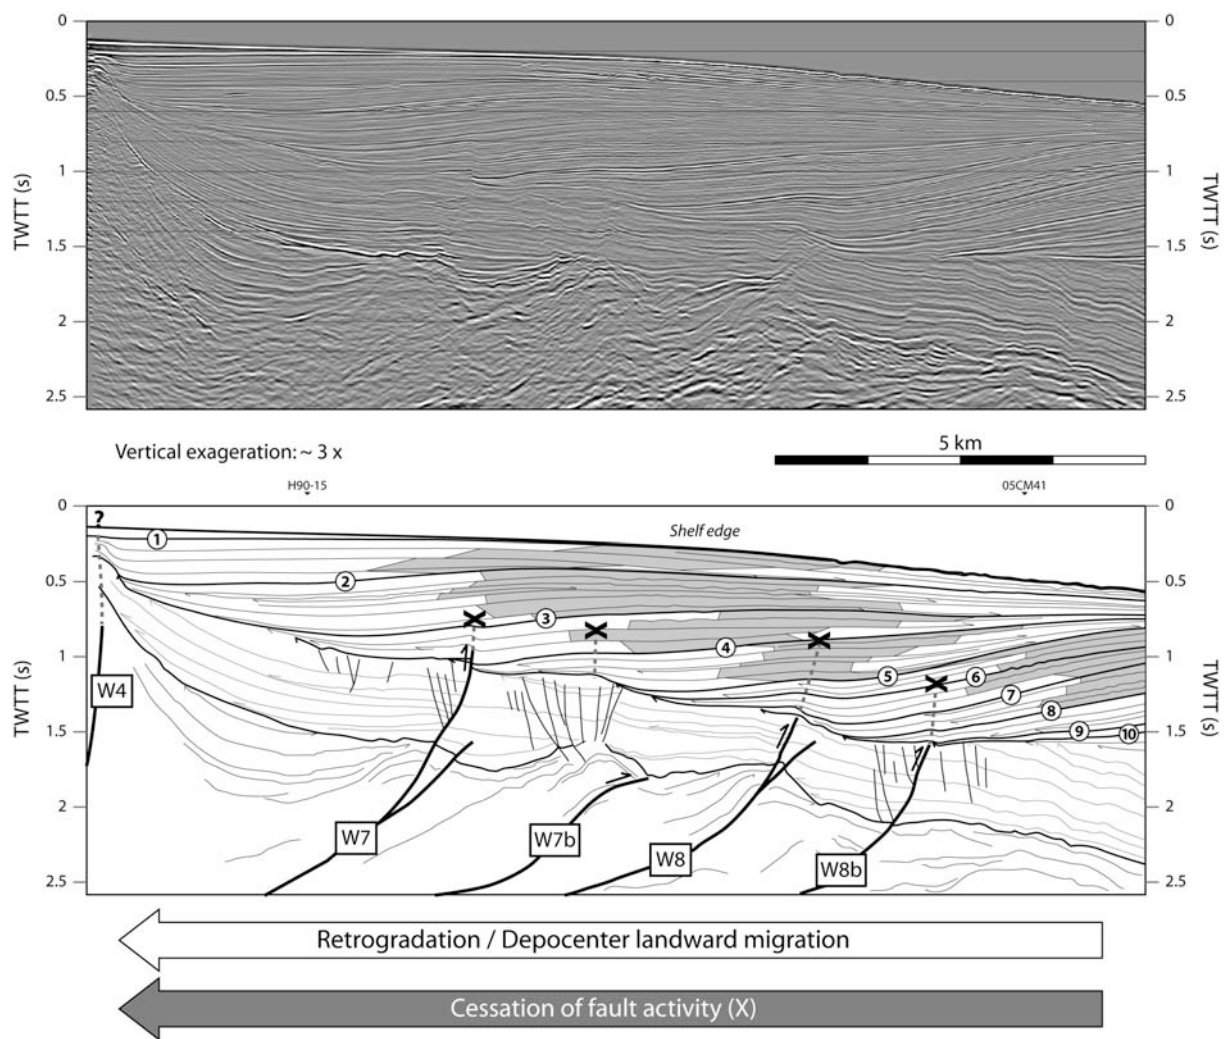 0
0
0.5
0.5
1
1
TWTT (s)
TWTT (s)
1.5
1.5
2
2
2.5
2.5
Vertical exageration: ~ 3 x
5 km
H90-15
05CM41
0
0
?
Shelf edge
1
2
0.5
0.5
3
X
X
X
4
1
1
5
6
X
7
W4
8
TWTT (s)
TWTT (s)
1.5
1.5
9
10
2
2
W7
W7b
W8
W8b
2.5
2.5
Retrogradation / Depocenter landward migration
Cessation of fault activity (X)